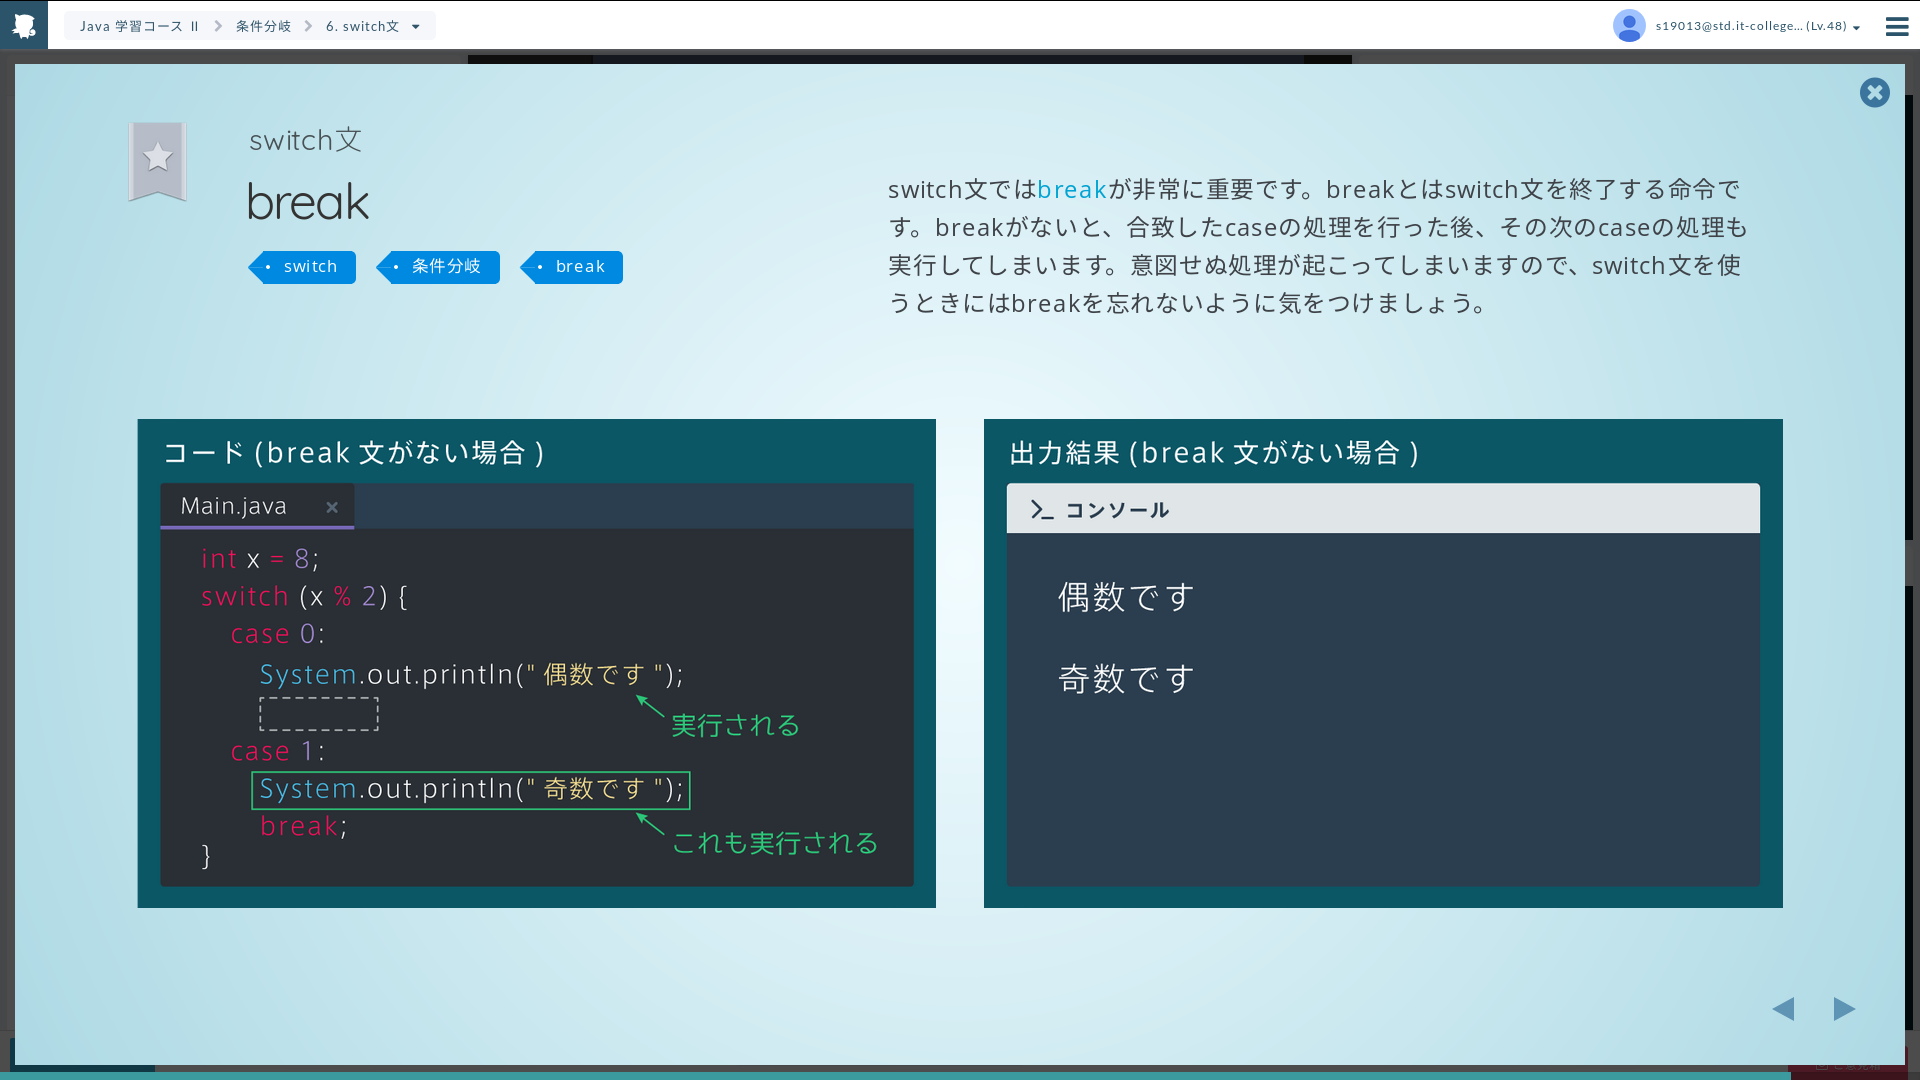 Java 学習コース Ⅱ
条件分岐
6. switch文
s19013@std.it-college... (Lv.48)
switch文
break
switch
条件分岐
break
switch文ではbreakが非常に重要です。breakとはswitch文を終了する命令で
す。breakがないと、合致したcaseの処理を行った後、その次のcaseの処理も
実行してしまいます。意図せぬ処理が起こってしまいますので、switch文を使
うときにはbreakを忘れないように気をつけましょう。
コード (break 文がない場合 )
Main.java
int x = 8;
switch (x % 2) {
case 0:
System.out.println(" 偶数です ");
実行される
case 1:
System.out.println(" 奇数です ");
break;
これも実行される
}
出力結果 (break 文がない場合 )
コンソール
偶数です
奇数です